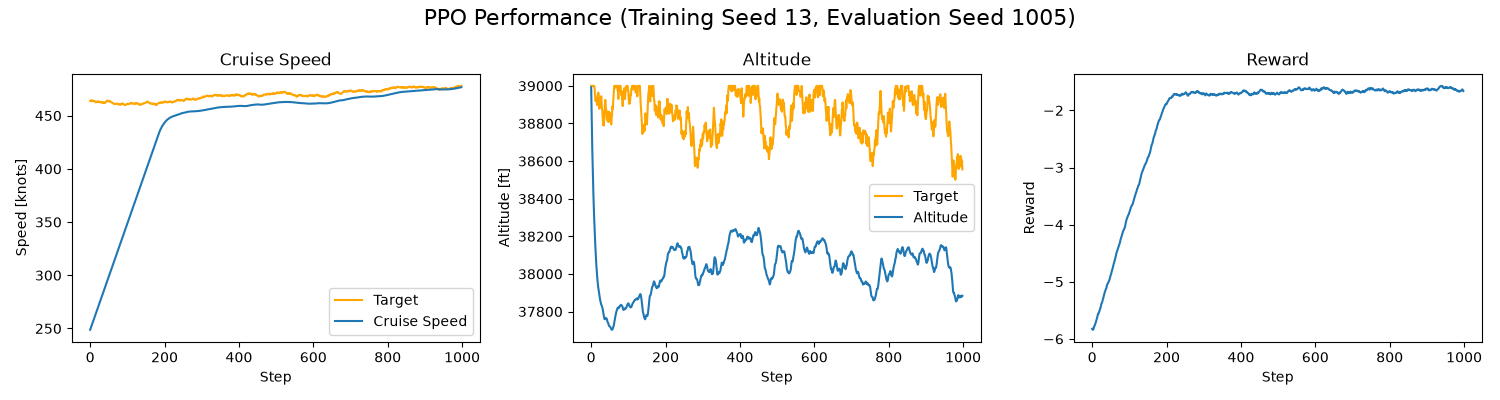 PPO Performance (Training Seed 13, Evaluation Seed 1005)
Cruise Speed
Speed [knots]
450
400
350
300
250
0 200 400 600 800 1000
Step
Target
Cruise Speed
Altitude
Altitude [ft]
39000
38800
38600
38400
38200
38000
37800
0 200 400 600 800 1000
Step
Target
Altitude
Reward
Reward
−2
−3
−4
−5
−6
0 200 400 600 800 1000
Step